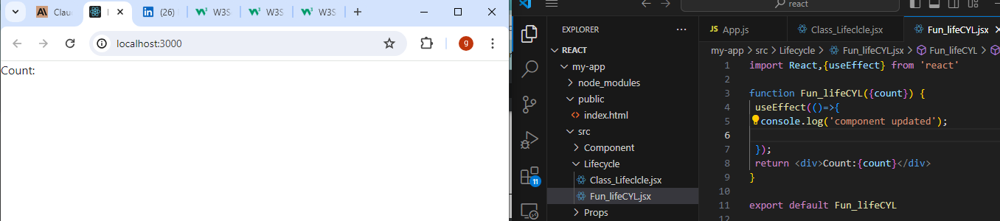 Clau
(26)
W3S
W3S
W3S
localhost:3000
g
Count:
react
EXPLORER
REACT
my-app
node_modules
public
<> index.html
src
Component
Lifecycle
Class_Lifeclcle.jsx
Fun_lifeCYL.jsx
Props
11
JS App.js
Class_Lifeclcle.jsx
Fun_lifeCYL.jsx
my-app > src > Lifecycle > Fun_lifeCYL.jsx > Fun_lifeCYL >
1 import React,{useEffect} from 'react'
2
3 function Fun_lifeCYL({count}) {
4 useEffect(()=>{
5 console.log('component updated');
6
7 });
8 return <div>Count:{count}</div>
9 }
10
11 export default Fun_lifeCYL
12